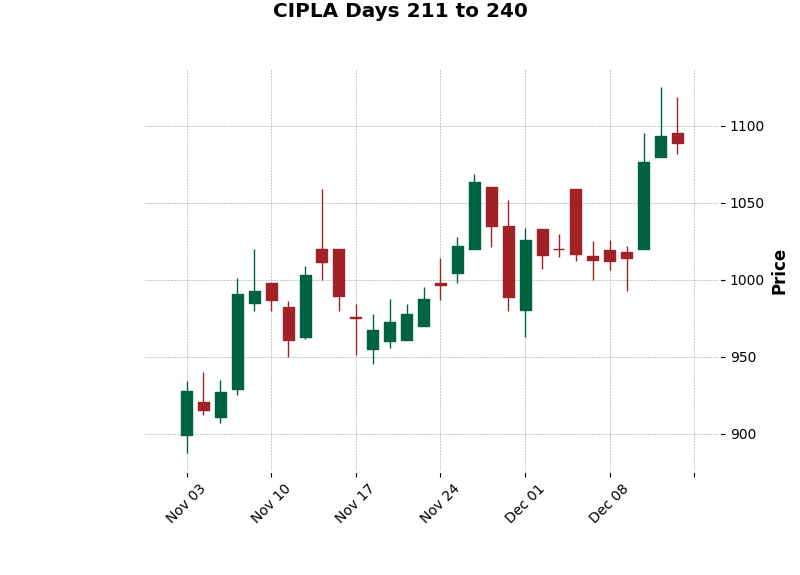 CIPLA Days 211 to 240
1100
1050
1000
950
900
Price
Nov 03
Nov 10
Nov 17
Nov 24
Dec 01
Dec 08